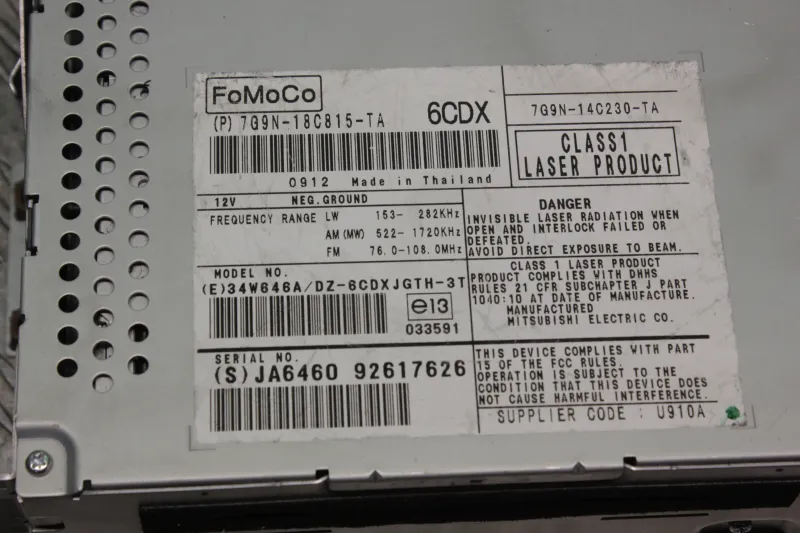 FoMoCo
6CDX
(P) 7G9N-18C815-TA
7G9N-14C230-TA
CLASS1
LASER PRODUCT
0912 Made in Thailand
12V NEG.GROUND
FREQUENCY RANGE LW 153- 282KHz
AM (MW) 522- 1720KHz
FM 76.0-108.0MHz
DANGER
INVISIBLE LASER RADIATION WHEN
OPEN AND INTERLOCK FAILED OR
DEFEATED.
AVOID DIRECT EXPOSURE TO BEAM.
MODEL NO.
(E)34W646A/DZ-6CDXJGTH-3T
e13
033591
CLASS 1 LASER PRODUCT
PRODUCT COMPLIES WITH DHHS
RULES 21 CFR SUBCHAPTER J PART
1040:10 AT DATE OF MANUFACTURE.
MANUFACTURED
MITSUBISHI ELECTRIC CO.
SERIAL NO.
(S)JA6460 92617626
THIS DEVICE COMPLIES WITH PART
15 OF THE FCC RULES.
OPERATION IS SUBJECT TO THE
CONDITION THAT THIS DEVICE DOES
NOT CAUSE HARMFUL INTERFERENCE.
SUPPLIER CODE : U910A